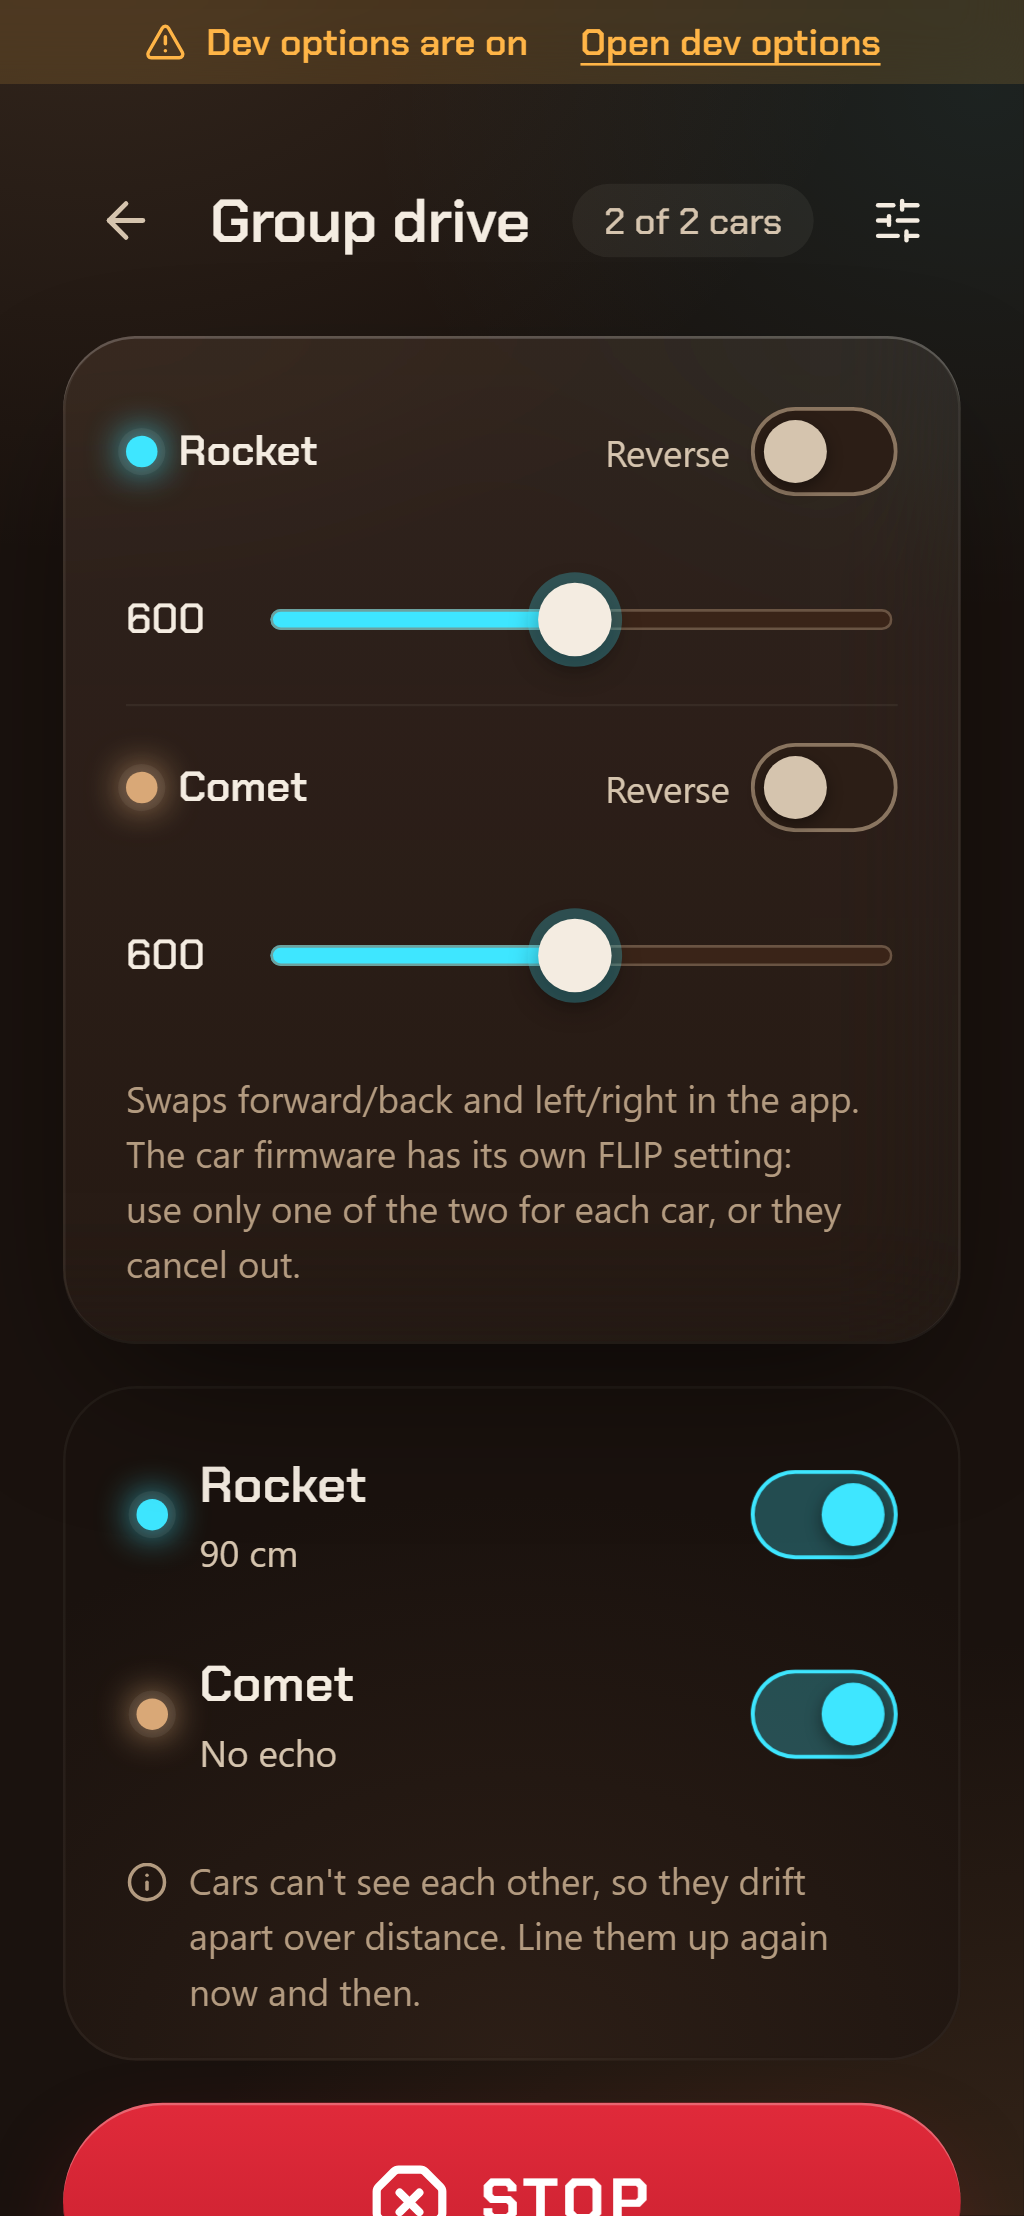 Dev options are on Open dev options
Group drive 2 of 2 cars
Rocket Reverse
600
Comet Reverse
600
Swaps forward/back and left/right in the app.
The car firmware has its own FLIP setting:
use only one of the two for each car, or they
cancel out.
Rocket
90 cm
Comet
No echo
Cars can't see each other, so they drift
apart over distance. Line them up again
now and then.
STOP